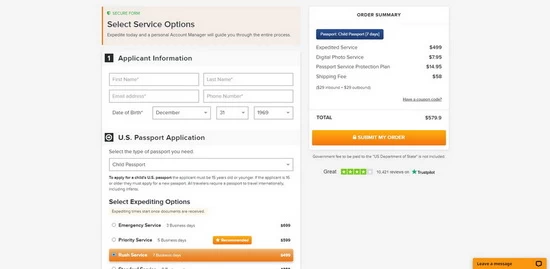 SECURE FORM
Select Service Options
Expedite today and a personal Account Manager will guide you through the entire process.
1 Applicant Information
First Name*
Last Name*
Email address*
Phone Number*
Date of Birth*
December
31
1969
U.S. Passport Application
Select the type of passport you need.
Child Passport
To apply for a child's U.S. passport the applicant must be 15 years old or younger. If the applicant is 16
or older they must apply for a new passport. All travelers require a passport to travel internationally,
including infants.
Select Expediting Options
Expediting times start once documents are received
Emergency Service 3 Business days
Priority Service 5 Business days Recommended $599
Rush Service 7 Business days $499
ORDER SUMMARY
Passport: Child Passport [7 days]
Expedited Service $499
Digital Photo Service $7.95
Passport Service Protection Plan $14.95
Shipping Fee $58
($29 inbound + $29 outbound)
Have a coupon code?
TOTAL $579.9
SUBMIT MY ORDER
Government fee to be paid to the "US Department of State" is not included.
Great
10,421 reviews on Trustpilot
Leave a message